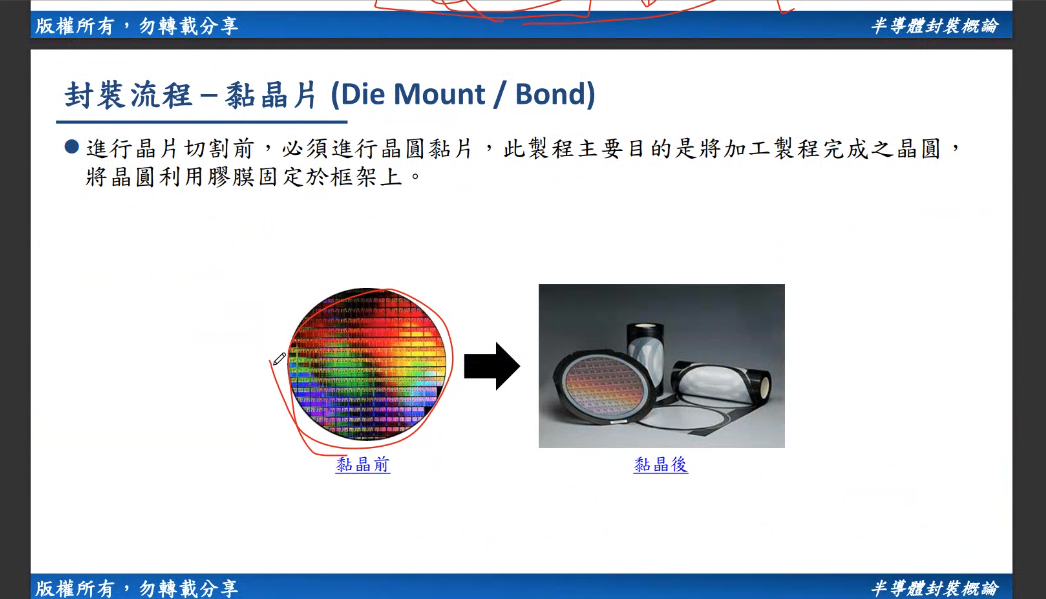 版權所有，勿轉載分享
半導體封裝概論
封裝流程 – 黏晶片 (Die Mount / Bond)
進行晶片切割前，必須進行晶圓黏片，此製程主要目的是將加工製程完成之晶圓，
將晶圓利用膠膜固定於框架上。
黏晶前
黏晶後
版權所有，勿轉載分享
半導體封裝概論